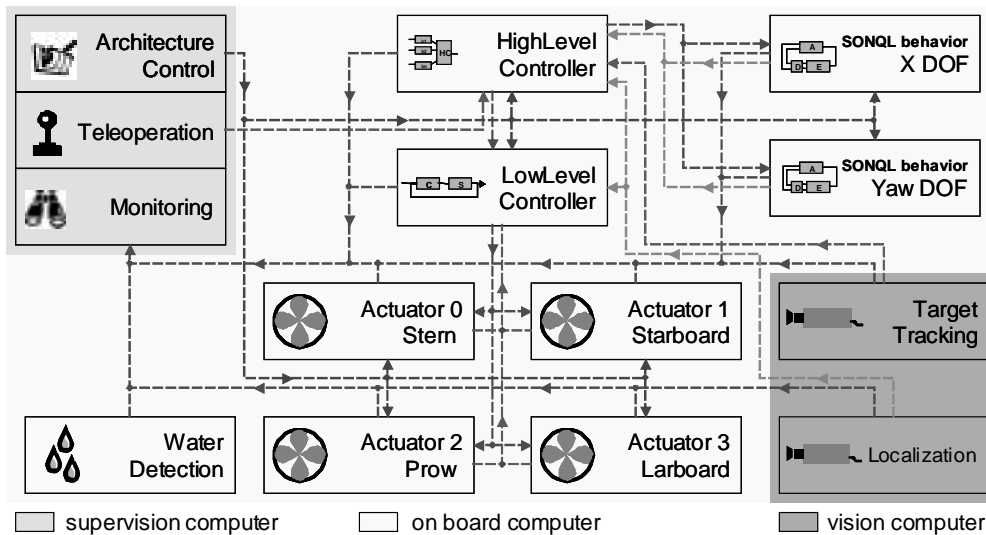 Architecture
Control
Teleoperation
Monitoring
HighLevel
Controller
HC
LowLevel
Controller
C S
SONQL behavior
X DOF
A
D E
SONQL behavior
Yaw DOF
A
D E
Actuator 0
Stern
Actuator 1
Starboard
Target
Tracking
Water
Detection
Actuator 2
Prow
Actuator 3
Larboard
Localization
supervision computer
on board computer
vision computer